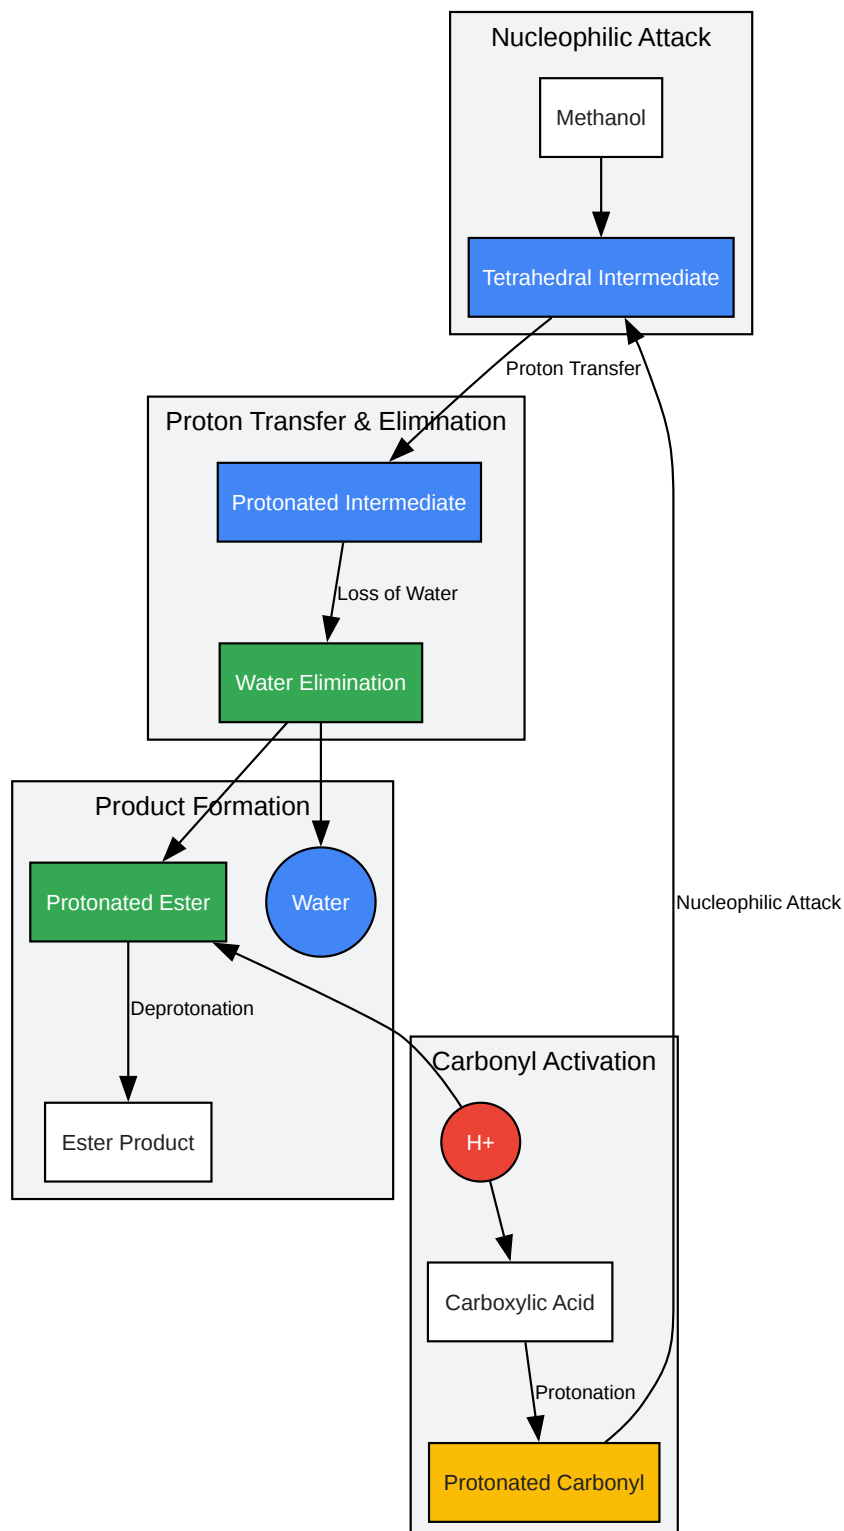 Nucleophilic Attack
Methanol
Tetrahedral Intermediate
Proton Transfer
Proton Transfer & Elimination
Protonated Intermediate
Loss of Water
Water Elimination
Product Formation
Protonated Ester
Water
Nucleophilic Attack
Deprotonation
Carbonyl Activation
Ester Product
H+
Carboxylic Acid
Protonation
Protonated Carbonyl